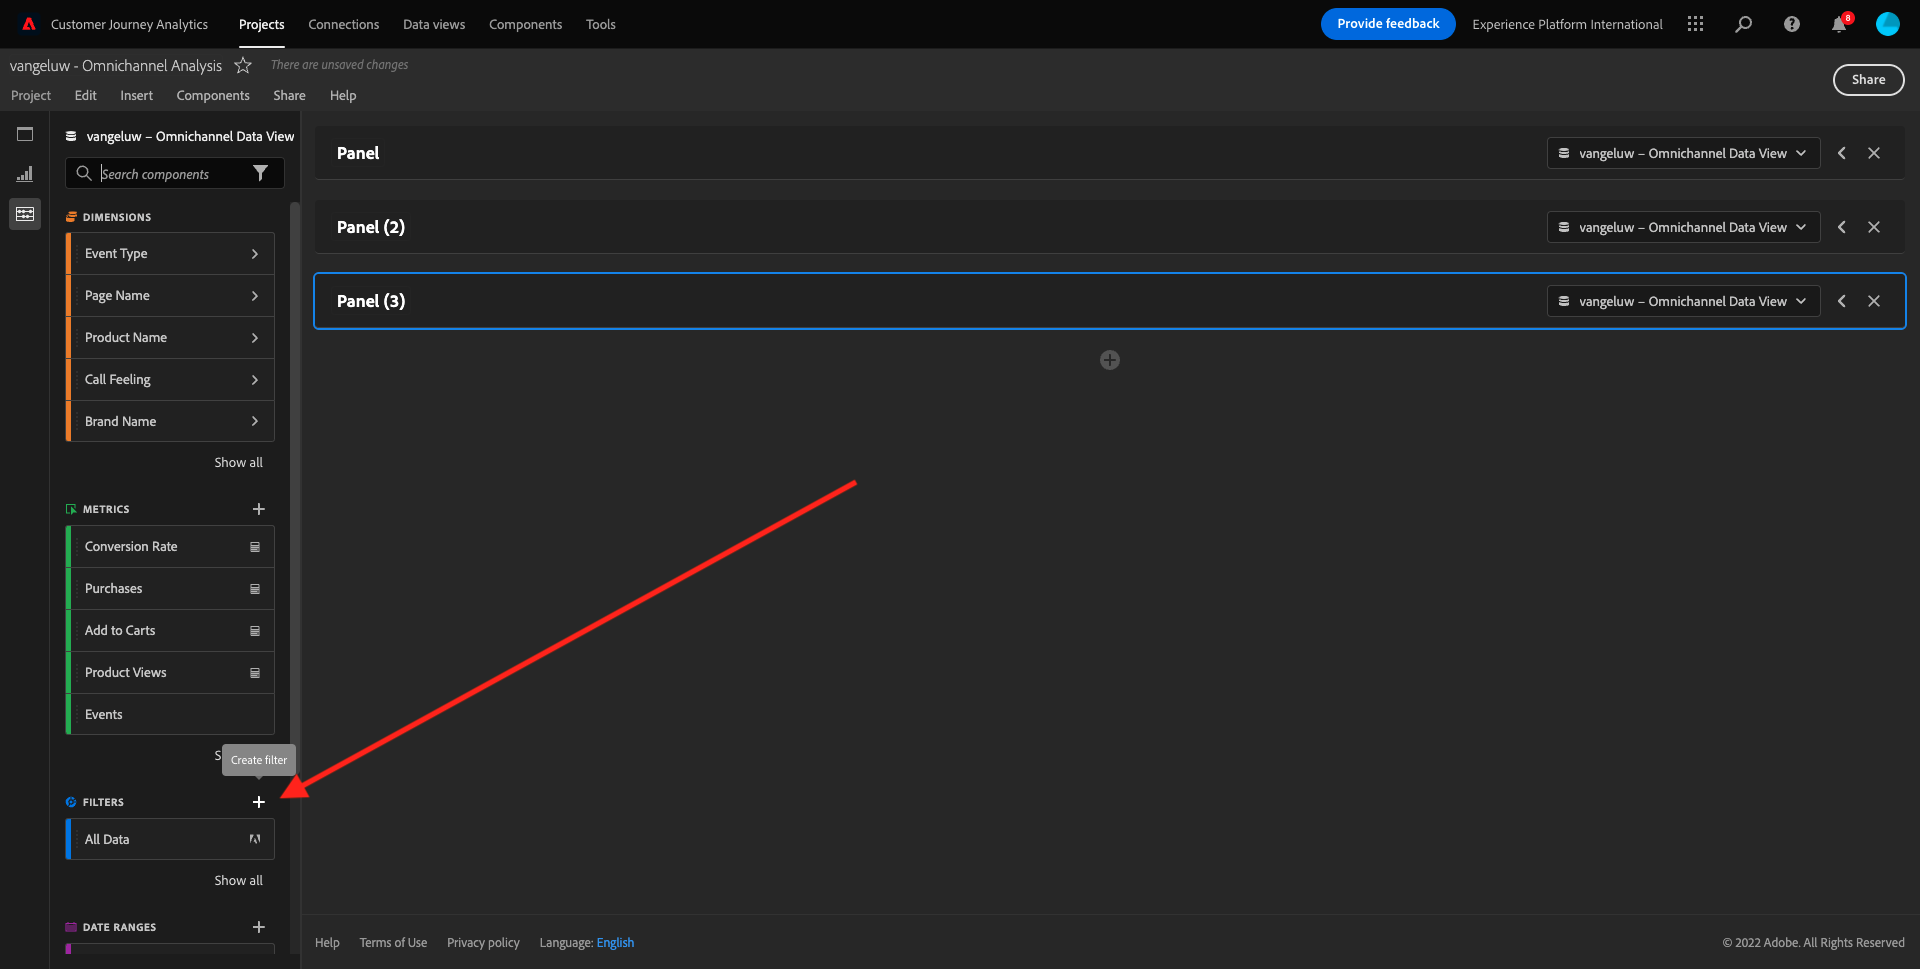 Customer Journey Analytics
Projects
Connections
Data views
Components
Tools
Provide feedback
Experience Platform International
8
vangeluw - Omnichannel Analysis
There are unsaved changes
Project
Edit
Insert
Components
Share
Help
Share
vangeluw – Omnichannel Data View
Search components
DIMENSIONS
Event Type
Page Name
Product Name
Call Feeling
Brand Name
Show all
METRICS
Conversion Rate
Purchases
Add to Carts
Product Views
Events
S
Create filter
FILTERS
All Data
Show all
DATE RANGES
Panel
vangeluw – Omnichannel Data View
Panel (2)
vangeluw – Omnichannel Data View
Panel (3)
vangeluw – Omnichannel Data View
Help
Terms of Use
Privacy policy
Language: English
© 2022 Adobe. All Rights Reserved